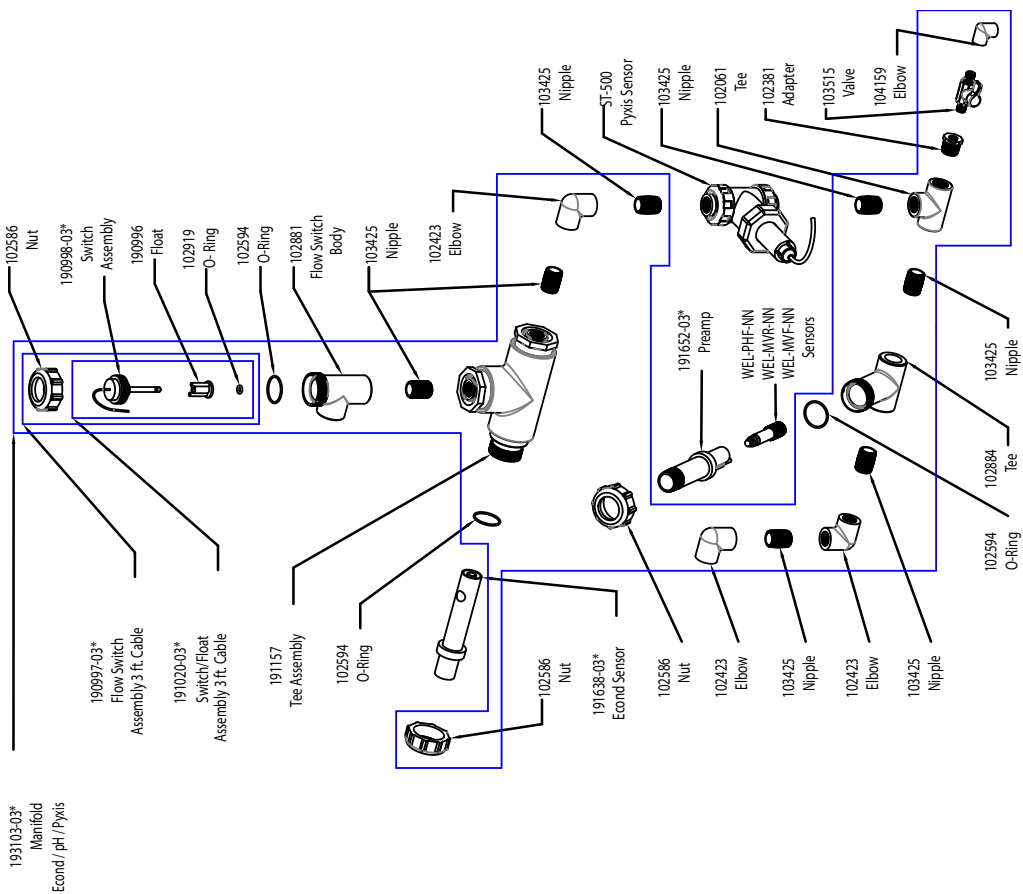 102586
Nut
190998-03*
Switch
Assembly
190996
Float
102919
O- Ring
102594
O-Ring
102881
Flow Switch
Body
103425
Nipple
102423
Elbow
103425
Nipple
ST-500
Pyxis Sensor
103425
Nipple
102061
Tee
102381
Adapter
103515
Valve
104159
Elbow
191652-03*
Preamp
WEL-PHF-NN
WEL-MVR-NN
WEL-MVF-NN
Sensors
193103-03*
Manifold
Econd / pH / Pyxis
190997-03*
Flow Switch
Assembly 3 ft. Cable
191020-03*
Switch/Float
Assembly 3 ft. Cable
191157
Tee Assembly
102594
O-Ring
102586
Nut
191638-03*
Econd Sensor
102586
Nut
102423
Elbow
103425
Nipple
102423
Elbow
103425
Nipple
102594
O-Ring
102884
Tee
103425
Nipple